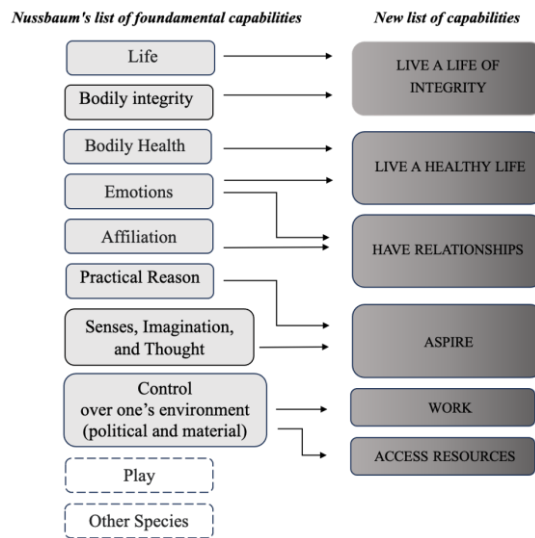 Nussbaum's list of foundamental capabilities
New list of capabilities
Life
Bodily integrity
Bodily Health
Emotions
Affiliation
Practical Reason
Senses, Imagination,
and Thought
Control
over one’s environment
(political and material)
Play
Other Species
LIVE A LIFE OF
INTEGRITY
LIVE A HEALTHY LIFE
HAVE RELATIONSHIPS
ASPIRE
WORK
ACCESS RESOURCES